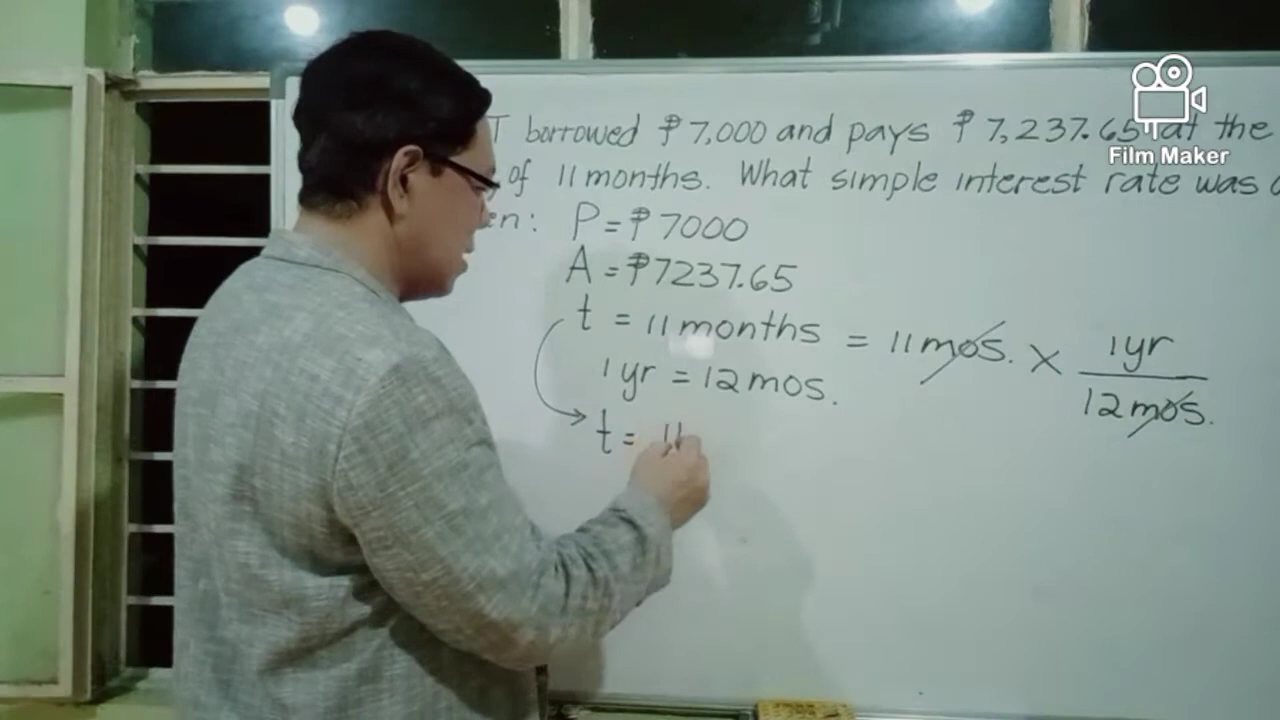 T borrowed ₱7,000 and pays ₱7,237.65 at the
of 11 months. What simple interest rate was
P = ₱7000
A = ₱7237.65
t = 11 months = 11 mos. × 1yr
12 mos.
1 yr = 12 mos.
t = 11
Film Maker